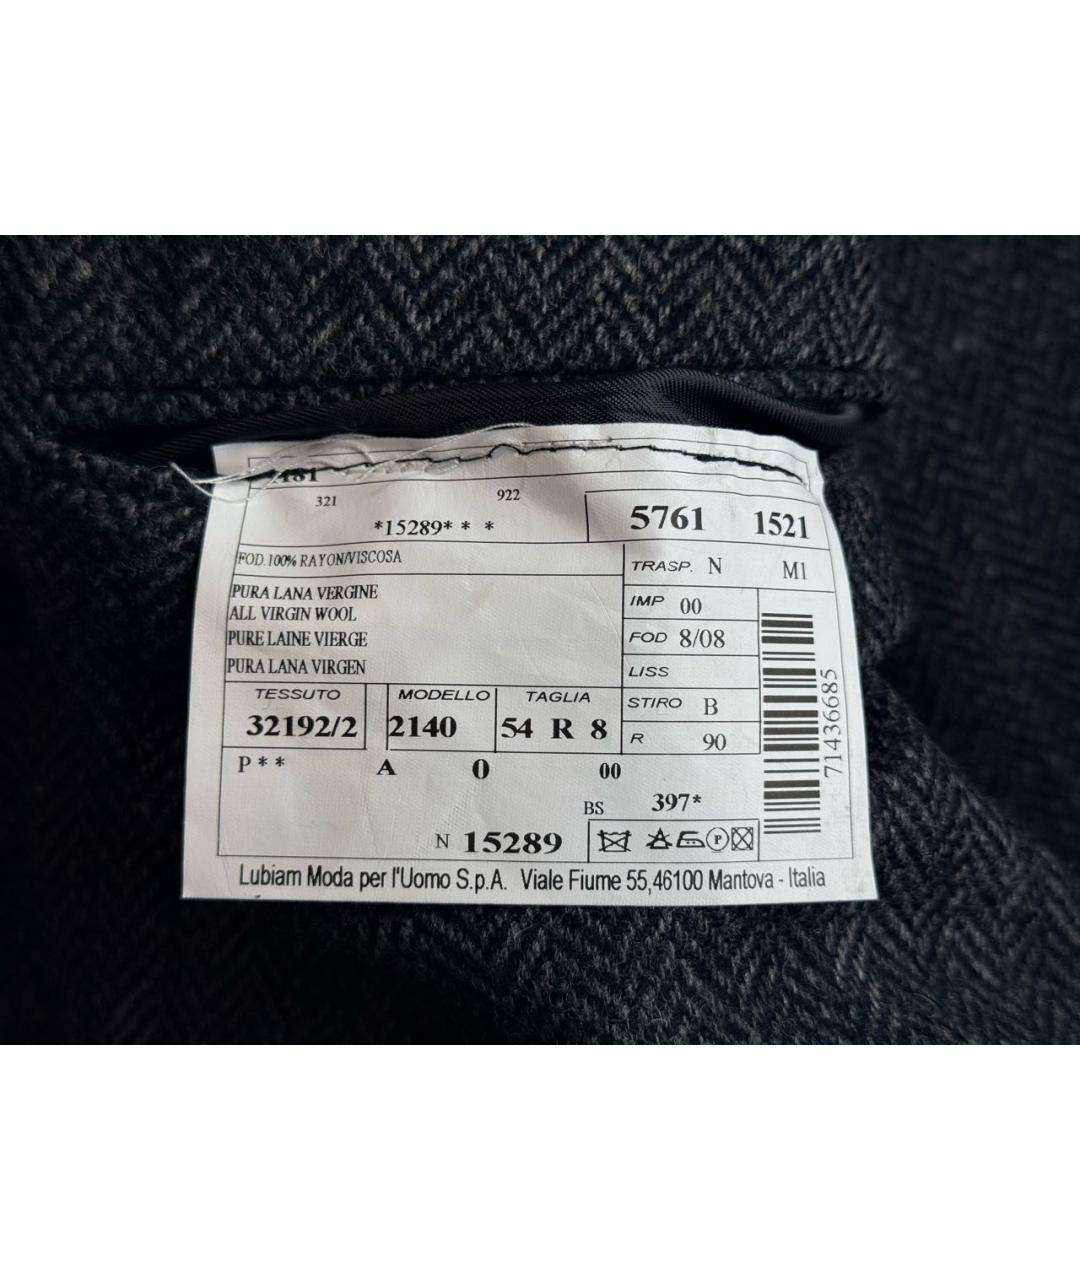 321 922
*15289* * *
5761 1521
FOD.100% RAYON/VISCOSA
TRASP. N M1
PURA LANA VERGINE
ALL VIRGIN WOOL
PURE LAINE VIERGE
PURA LANA VIRGEN
IMP 00
FOD 8/08
LISS
STIRO B
R 90
TESSUTO MODELLO TAGLIA
32192/2 2140 54 R 8
P** A 0 00
BS 397*
N 15289
P
71436685
Lubiam Moda per l'Uomo S.p.A. Viale Fiume 55,46100 Mantova - Italia